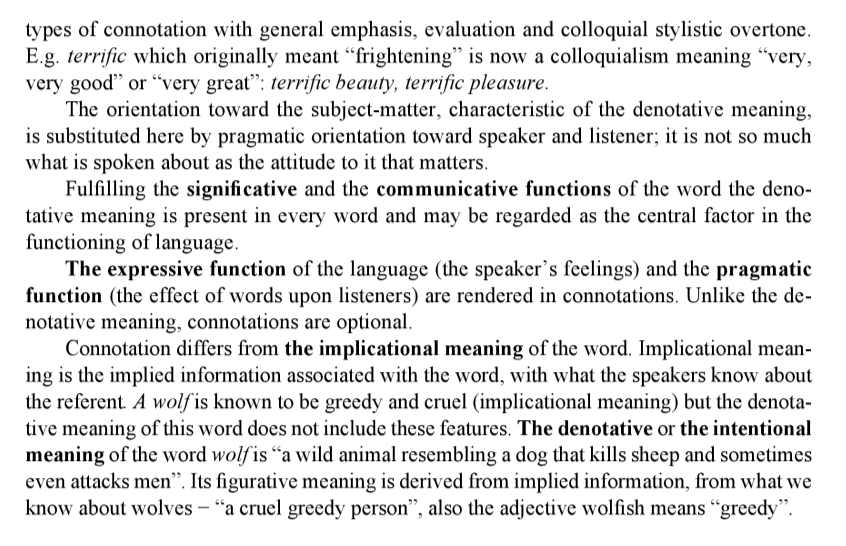 types of connotation with general emphasis, evaluation and colloquial stylistic overtone.
E.g. terrific which originally meant “frightening” is now a colloquialism meaning “very,
very good” or “very great”: terrific beauty, terrific pleasure.
The orientation toward the subject-matter, characteristic of the denotative meaning,
is substituted here by pragmatic orientation toward speaker and listener; it is not so much
what is spoken about as the attitude to it that matters.
Fulfilling the significative and the communicative functions of the word the deno-
tative meaning is present in every word and may be regarded as the central factor in the
functioning of language.
The expressive function of the language (the speaker’s feelings) and the pragmatic
function (the effect of words upon listeners) are rendered in connotations. Unlike the de-
notative meaning, connotations are optional.
Connotation differs from the implicational meaning of the word. Implicational mean-
ing is the implied information associated with the word, with what the speakers know about
the referent. A wolf is known to be greedy and cruel (implicational meaning) but the denota-
tive meaning of this word does not include these features. The denotative or the intentional
meaning of the word wolf is “a wild animal resembling a dog that kills sheep and sometimes
even attacks men”. Its figurative meaning is derived from implied information, from what we
know about wolves – “a cruel greedy person”, also the adjective wolfish means “greedy”.